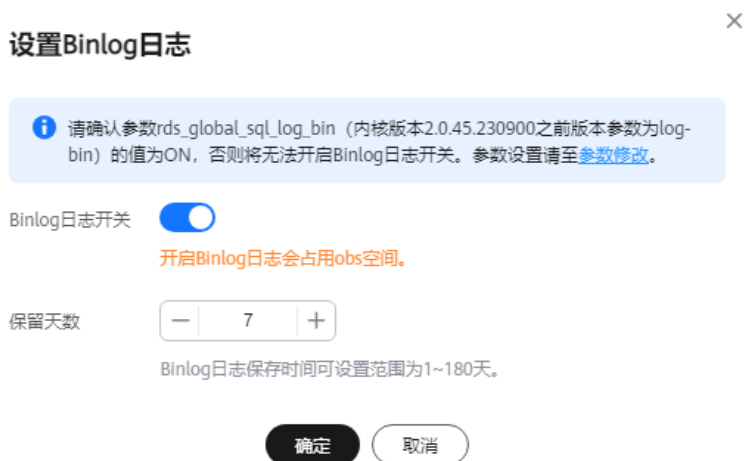 设置Binlog日志
请确认参数rds_global_sql_log_bin（内核版本2.0.45.230900之前版本参数为log-
bin）的值为ON，否则将无法开启Binlog日志开关。参数设置请至参数修改。
Binlog日志开关
开启Binlog日志会占用obs空间。
保留天数
7
Binlog日志保存时间可设置范围为1~180天。
确定 取消